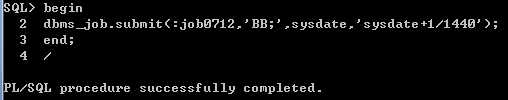 SQL> begin
  2  dbms_job.submit(:job0712,'BB;',sysdate,'sysdate+1/1440');
  3  end;
  4  /
PL/SQL procedure successfully completed.